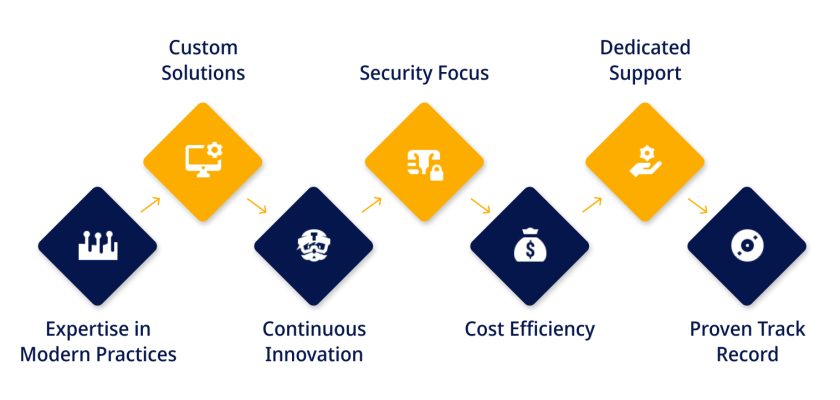 Custom
Solutions
Security Focus
Dedicated
Support
Expertise in
Modern Practices
Continuous
Innovation
Cost Efficiency
Proven Track
Record